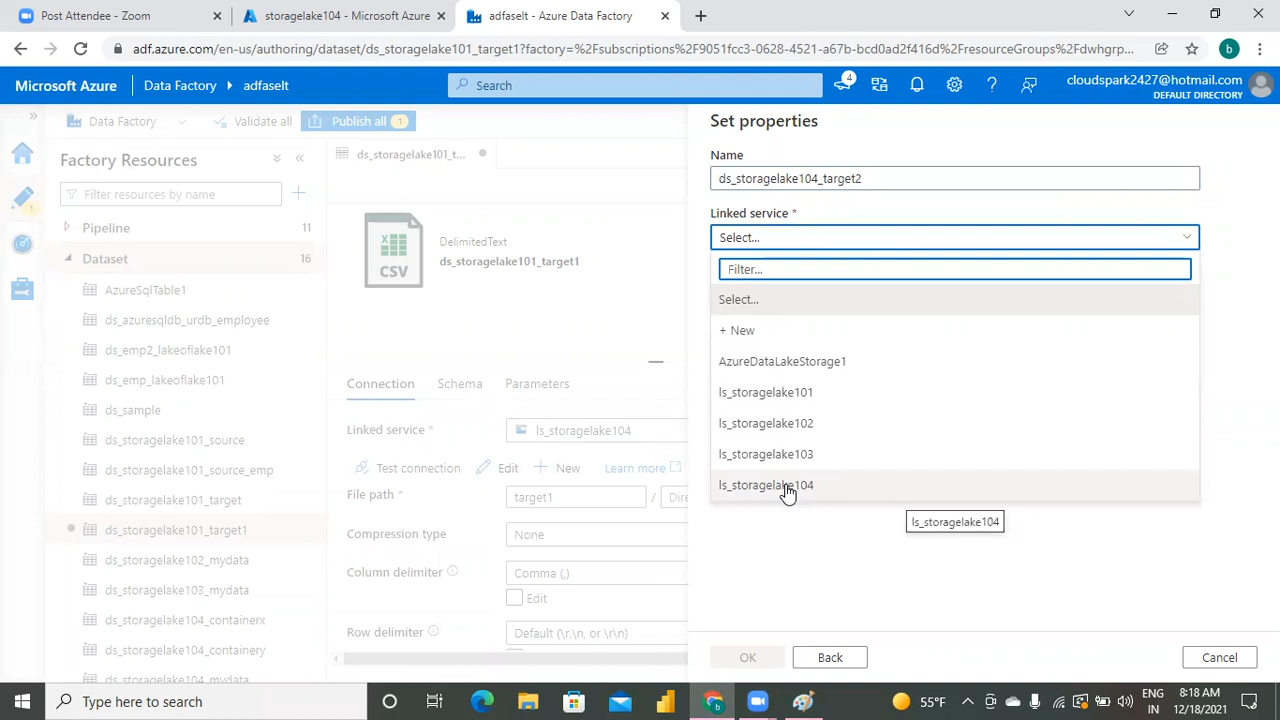 Post Attendee - Zoom
storagelake104 - Microsoft Azure
adfaselt - Azure Data Factory
adf.azure.com/en-us/authoring/dataset/ds_storagelake101_target1?factory=%2Fsubscriptions%2F9051fcc3-0628-4521-a67b-bcd0ad2f416d%2FresourceGroups%2Fdwhgrp...
b
Microsoft Azure
Data Factory
adfaselt
Search
4
cloudspark2427@hotmail.com
DEFAULT DIRECTORY
Data Factory
Validate all
Publish all
1
Set properties
Factory Resources
ds_storagelake101_t...
Name
Filter resources by name
ds_storagelake104_target2
Pipeline
11
Linked service *
Select...
Dataset
16
DelimitedText
ds_storagelake101_target1
CSV
Filter...
AzureSqlTable1
Select...
ds_azuresqldb_urdb_employee
+ New
ds_emp2_lakeoflake101
AzureDataLakeStorage1
ds_emp_lakeoflake101
Connection
Schema
Parameters
ls_storagelake101
ds_sample
ls_storagelake102
ds_storagelake101_source
Linked service *
ls_storagelake104
ls_storagelake103
ds_storagelake101_source_emp
Test connection
Edit
New
Learn more
ls_storagelake104
ds_storagelake101_target
File path *
target1
/
Dire
ls_storagelake104
ds_storagelake101_target1
Compression type
None
ds_storagelake102_mydata
Column delimiter
Comma (,)
ds_storagelake103_mydata
Edit
ds_storagelake104_containerx
Row delimiter
Default (\r,\n, or \r\n)
ds_storagelake104_containery
ds_storagelake104_mydata
OK
Back
Cancel
Type here to search
55°F
ENG
IN
8:18 AM
12/18/2021